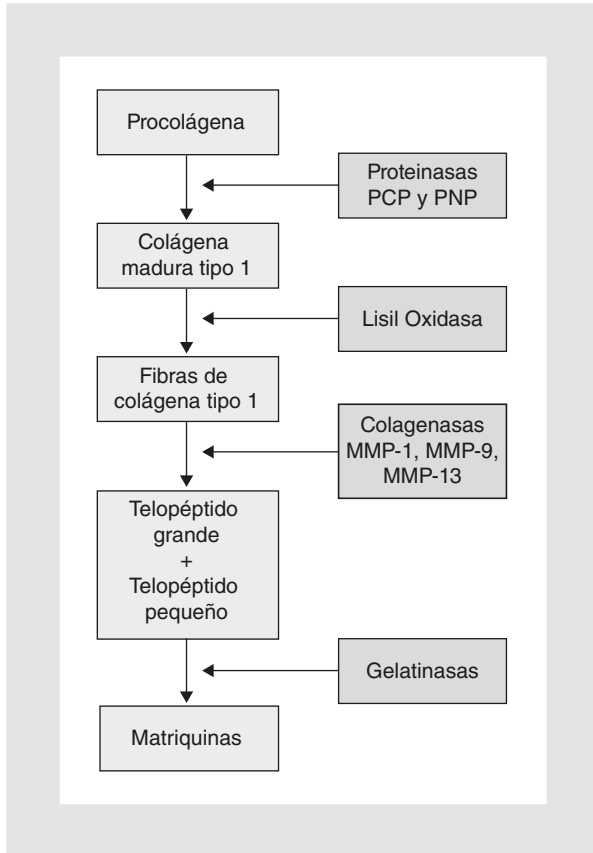 Procolágena
Proteinasas
PCP y PNP
Colágena
madura tipo 1
Lisil Oxidasa
Fibras de
colágena tipo 1
Colagenasas
MMP-1, MMP-9,
MMP-13
Telopéptido
grande
+
Telopéptido
pequeño
Gelatinasas
Matriquinas